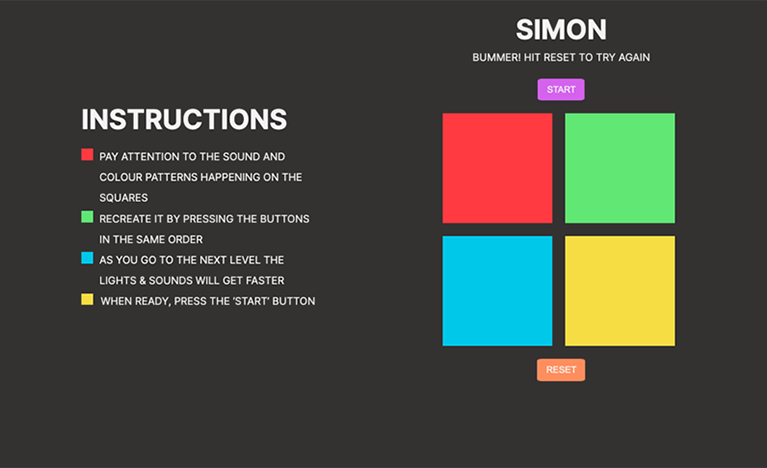 INSTRUCTIONS
PAY ATTENTION TO THE SOUND AND
COLOUR PATTERNS HAPPENING ON THE
SQUARES
RECREATE IT BY PRESSING THE BUTTONS
IN THE SAME ORDER
AS YOU GO TO THE NEXT LEVEL THE
LIGHTS & SOUNDS WILL GET FASTER
WHEN READY, PRESS THE ‘START’ BUTTON
SIMON
BUMMER! HIT RESET TO TRY AGAIN
START
RESET